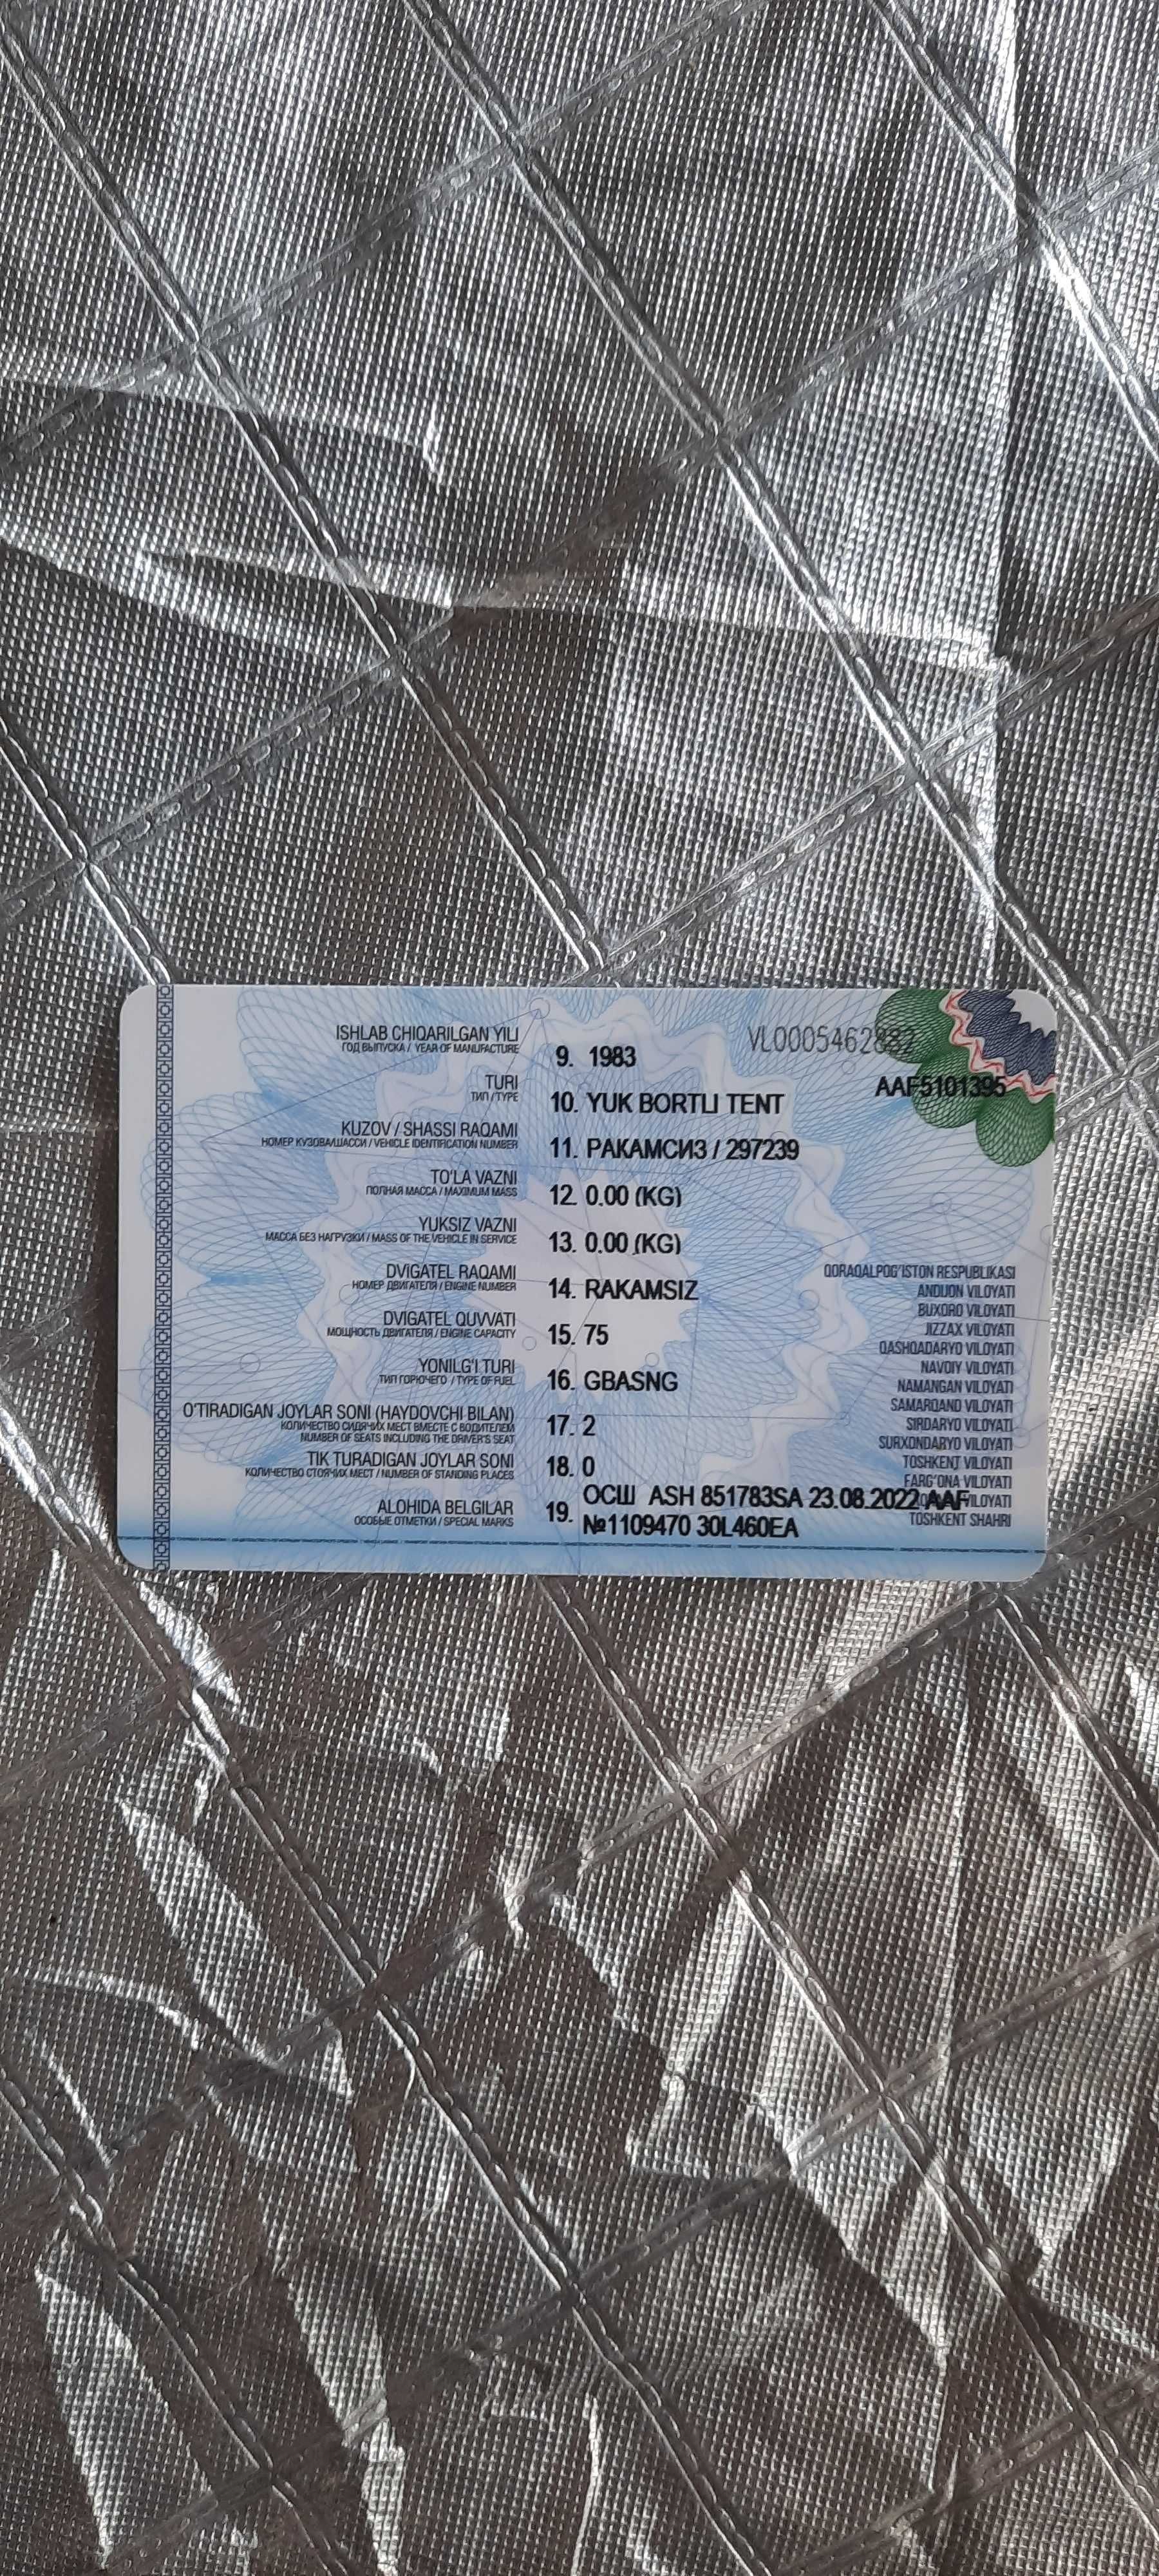 VL0005462882
AAF5101395
ISHLAB CHIQARILGAN YILI
ГОД ВЫПУСКА / YEAR OF MANUFACTURE
9. 1983
TURI
ТИП / TYPE
10. YUK BORTLI TENT
KUZOV / SHASSI RAQAMI
НОМЕР КУЗОВА/ШАССИ / VEHICLE IDENTIFICATION NUMBER
11. РАКАМСИЗ / 297239
TO'LA VAZNI
ПОЛНАЯ МАССА / MAXIMUM MASS
12. 0.00 (KG)
YUKSIZ VAZNI
МАССА БЕЗ НАГРУЗКИ / MASS OF THE VEHICLE IN SERVICE
13. 0.00 (KG)
DVIGATEL RAQAMI
НОМЕР ДВИГАТЕЛЯ / ENGINE NUMBER
14. RAKAMSIZ
DVIGATEL QUVVATI
МОЩНОСТЬ ДВИГАТЕЛЯ / ENGINE CAPACITY
15. 75
YONILG'I TURI
ТИП ГОРЮЧЕГО / TYPE OF FUEL
16. GBASNG
O'TIRADIGAN JOYLAR SONI (HAYDOVCHI BILAN)
КОЛИЧЕСТВО СИДЯЧИХ МЕСТ ВМЕСТЕ С ВОДИТЕЛЕМ
NUMBER OF SEATS INCLUDING THE DRIVER'S SEAT
17. 2
TIK TURADIGAN JOYLAR SONI
КОЛИЧЕСТВО СТОЯЧИХ МЕСТ / NUMBER OF STANDING PLACES
18. 0
ALOHIDA BELGILAR
ОСОБЫЕ ОТМЕТКИ / SPECIAL MARKS
19. ОСШ ASH 851783SA 23.08.2022 AAF
№1109470 30L460EA
QORAQALPOG'ISTON RESPUBLIKASI
ANDIJON VILOYATI
BUXORO VILOYATI
JIZZAX VILOYATI
QASHQADARYO VILOYATI
NAVOIY VILOYATI
NAMANGAN VILOYATI
SAMARQAND VILOYATI
SIRDARYO VILOYATI
SURXONDARYO VILOYATI
TOSHKENT VILOYATI
FARG'ONA VILOYATI
VILOYATI
TOSHKENT SHAHRI